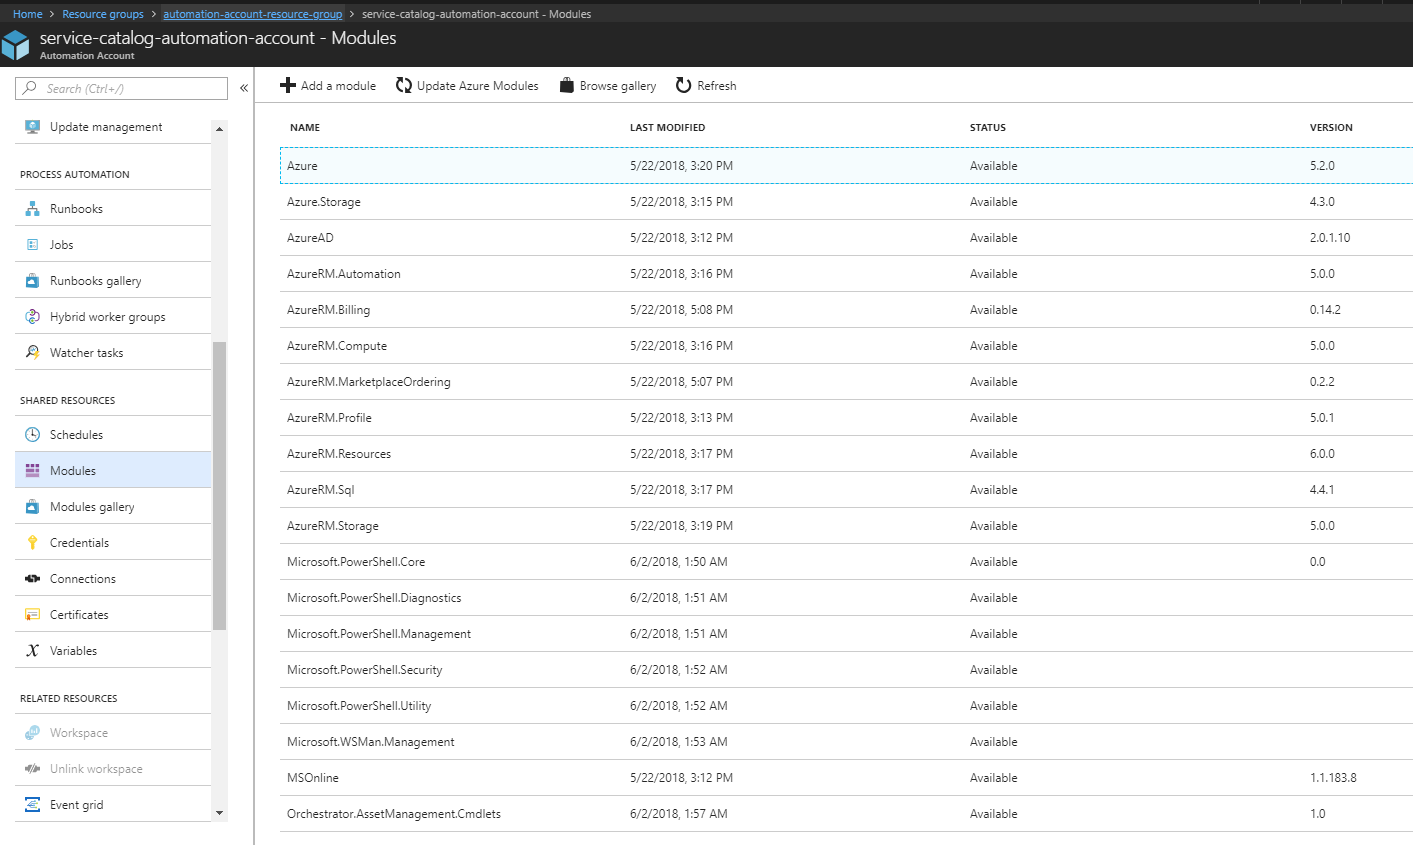 Home > Resource groups > automation-account-resource-group > service-catalog-automation-account - Modules
service-catalog-automation-account - Modules
Automation Account
Search (Ctrl+/)
«
Update management
PROCESS AUTOMATION
Runbooks
Jobs
Runbooks gallery
Hybrid worker groups
Watcher tasks
SHARED RESOURCES
Schedules
Modules
Modules gallery
Credentials
Connections
Certificates
Variables
RELATED RESOURCES
Workspace
Unlink workspace
Event grid
Add a module Update Azure Modules Browse gallery Refresh
NAME LAST MODIFIED STATUS VERSION
Azure 5/22/2018, 3:20 PM Available 5.2.0
Azure.Storage 5/22/2018, 3:15 PM Available 4.3.0
AzureAD 5/22/2018, 3:12 PM Available 2.0.1.10
AzureRM.Automation 5/22/2018, 3:16 PM Available 5.0.0
AzureRM.Billing 5/22/2018, 5:08 PM Available 0.14.2
AzureRM.Compute 5/22/2018, 3:16 PM Available 5.0.0
AzureRM.MarketplaceOrdering 5/22/2018, 5:07 PM Available 0.2.2
AzureRM.Profile 5/22/2018, 3:13 PM Available 5.0.1
AzureRM.Resources 5/22/2018, 3:17 PM Available 6.0.0
AzureRM.Sql 5/22/2018, 3:17 PM Available 4.4.1
AzureRM.Storage 5/22/2018, 3:19 PM Available 5.0.0
Microsoft.PowerShell.Core 6/2/2018, 1:50 AM Available 0.0
Microsoft.PowerShell.Diagnostics 6/2/2018, 1:51 AM Available
Microsoft.PowerShell.Management 6/2/2018, 1:51 AM Available
Microsoft.PowerShell.Security 6/2/2018, 1:52 AM Available
Microsoft.PowerShell.Utility 6/2/2018, 1:52 AM Available
Microsoft.WSMan.Management 6/2/2018, 1:53 AM Available
MSOnline 5/22/2018, 3:12 PM Available 1.1.183.8
Orchestrator.AssetManagement.Cmdlets 6/2/2018, 1:57 AM Available 1.0